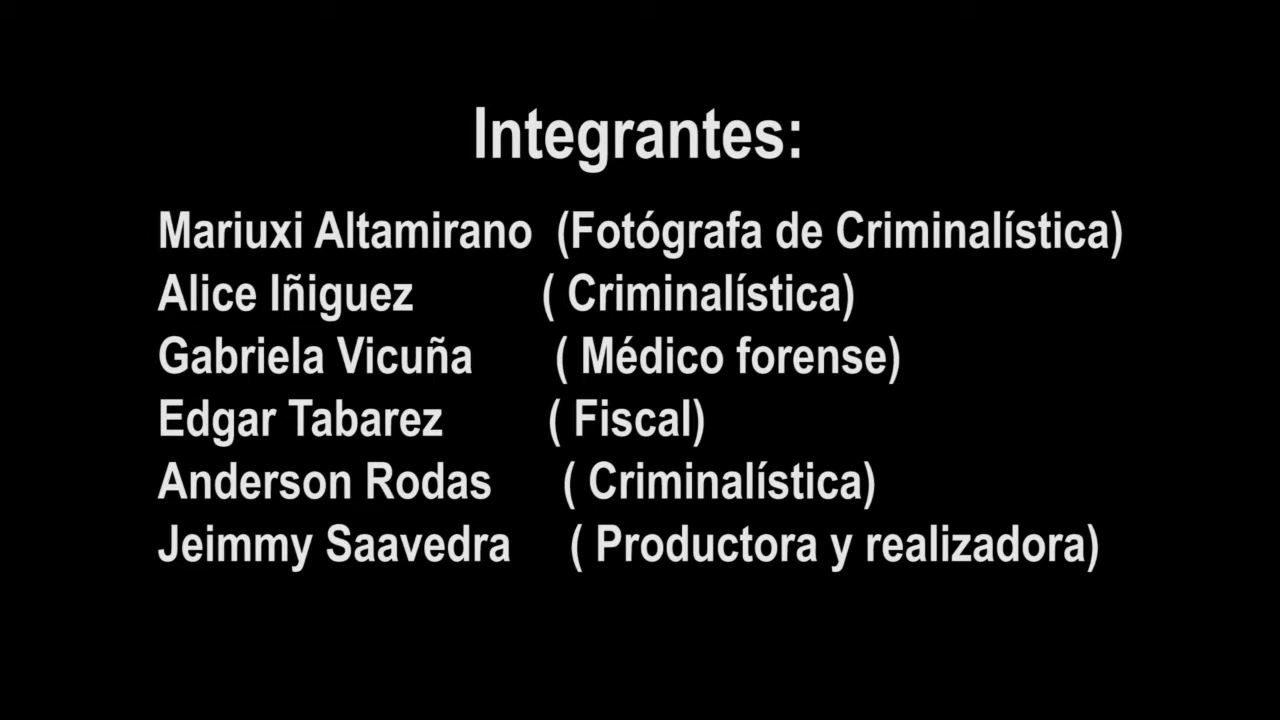 Integrantes:
Mariuxi Altamirano (Fotógrafa de Criminalística)
Alice Iñiguez ( Criminalística)
Gabriela Vicuña ( Médico forense)
Edgar Tabarez ( Fiscal)
Anderson Rodas ( Criminalística)
Jeimmy Saavedra ( Productora y realizadora)